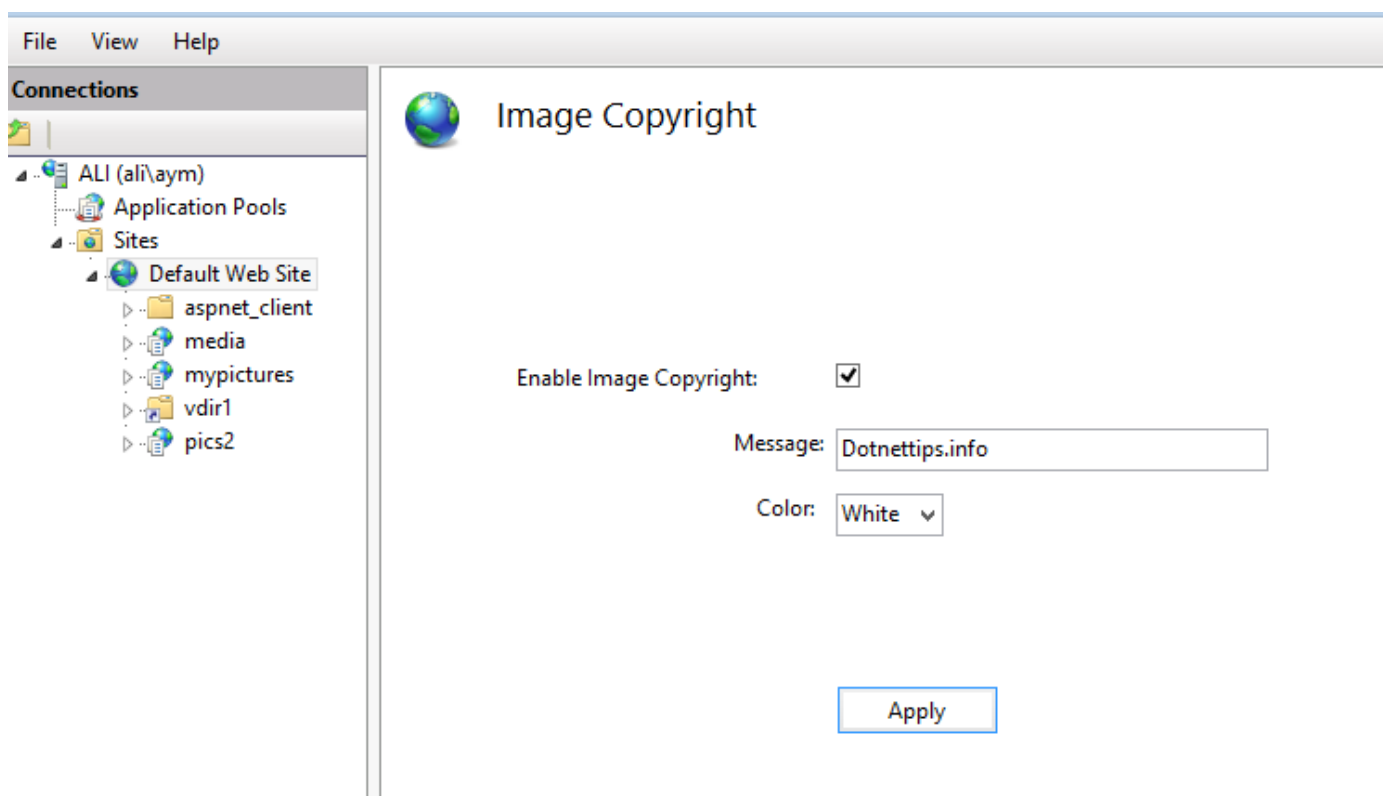 File View Help
Connections
ALI (ali\aym)
Application Pools
Sites
Default Web Site
aspnet_client
media
mypictures
vdir1
pics2
Image Copyright
Enable Image Copyright:
Message: Dotnettips.info
Color: White
Apply